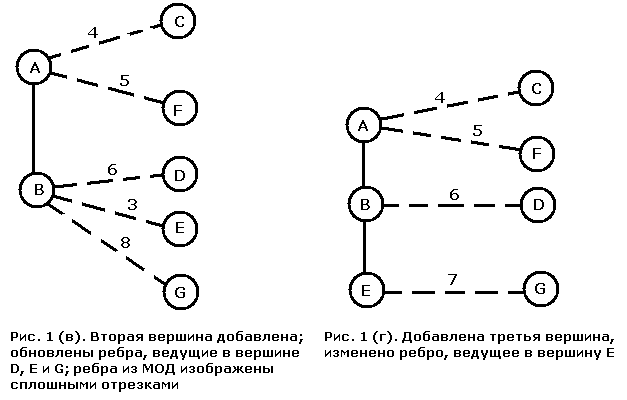 C
4
A
5
F
6
D
B
3
E
8
G
Рис. 1 (в). Вторая вершина добавлена;
обновлены ребра, ведущие в вершине
D, E и G; ребра из МОД изображены
сплошными отрезками
C
4
A
5
F
B
6
D
E
7
G
Рис. 1 (г). Добавлена третья вершина,
изменено ребро, ведущее в вершину E